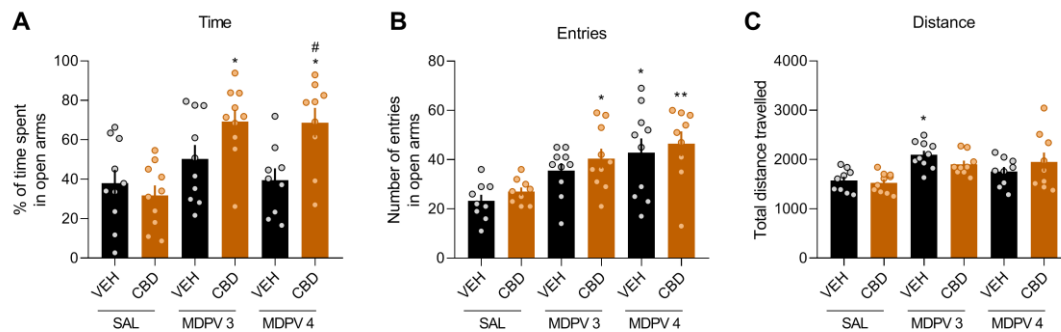 A
Time
% of time spent
in open arms
100
80
60
40
20
0
*
#
*
VEH CBD VEH CBD VEH CBD
SAL MDPV 3 MDPV 4
B
Entries
Number of entries
in open arms
80
60
40
20
0
*
*
**
VEH CBD VEH CBD VEH CBD
SAL MDPV 3 MDPV 4
C
Distance
Total distance travelled
4000
3000
2000
1000
0
*
VEH CBD VEH CBD VEH CBD
SAL MDPV 3 MDPV 4